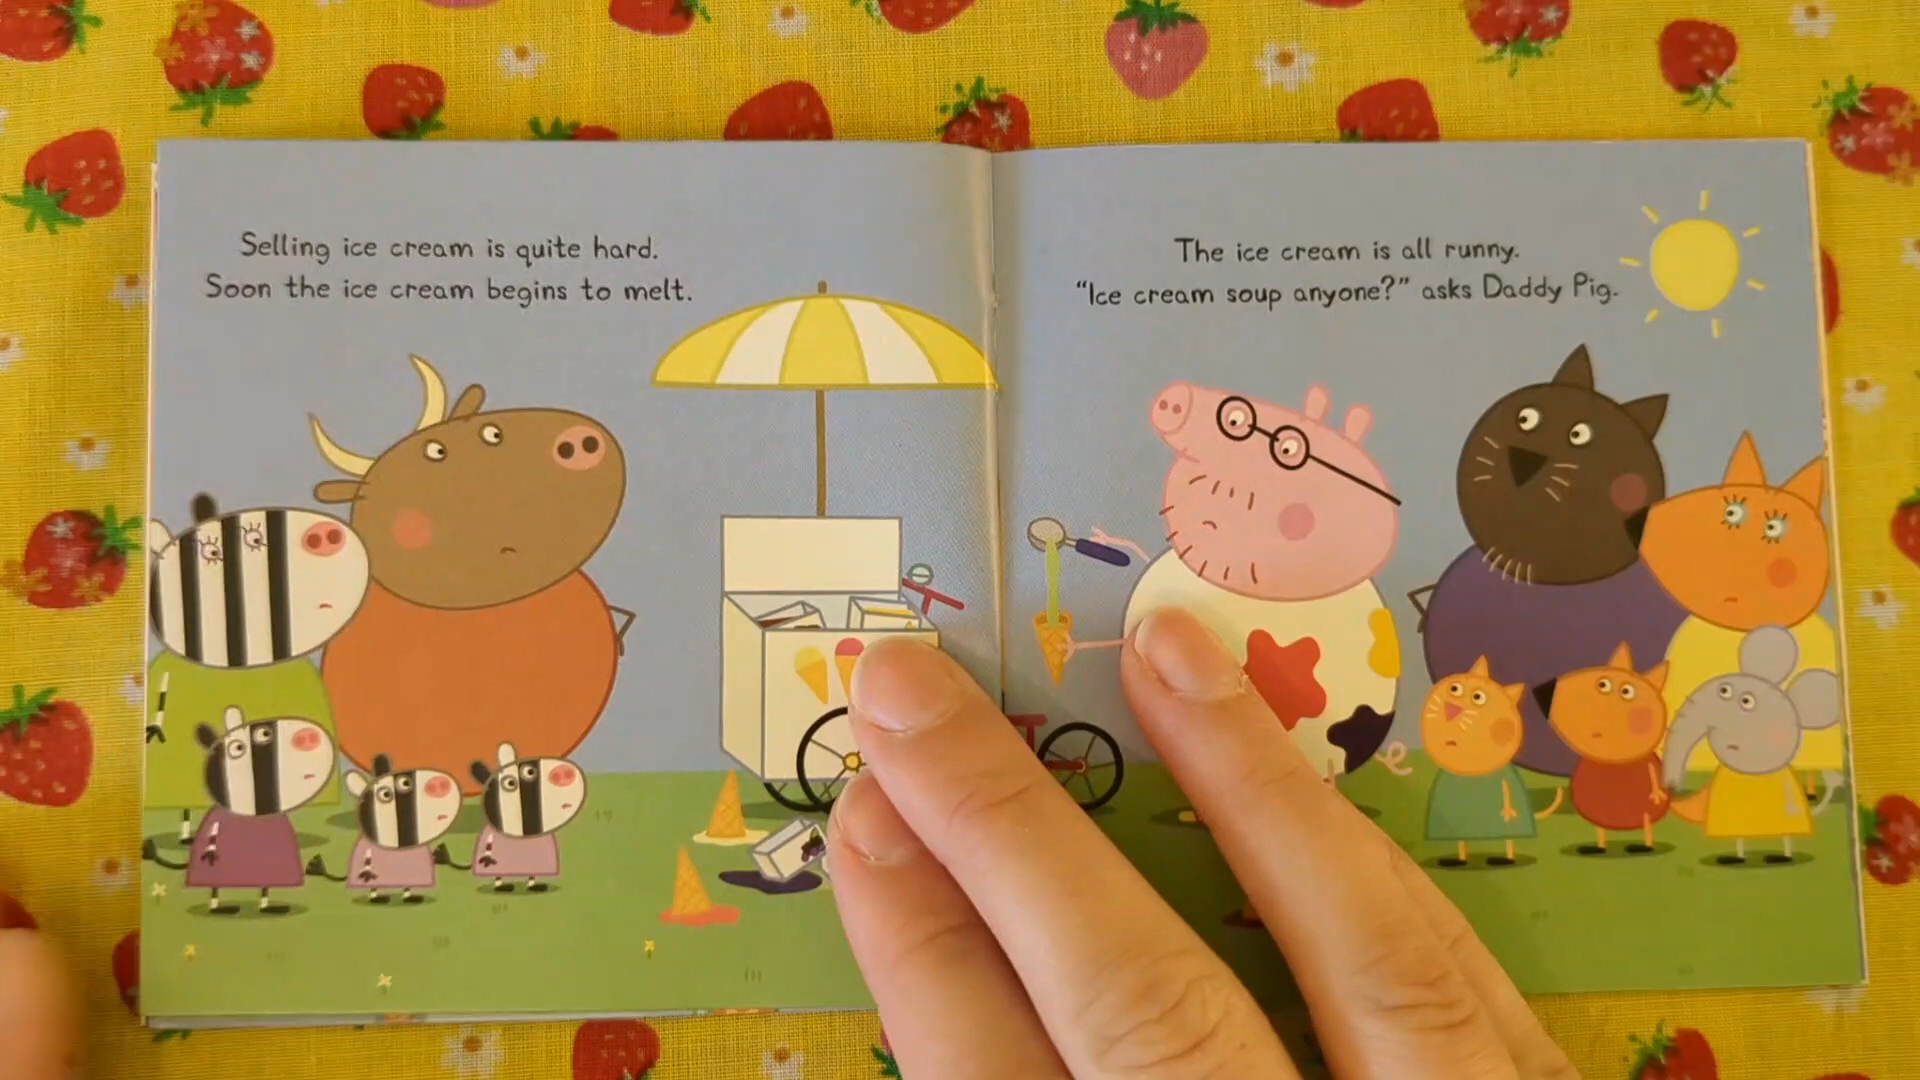 Selling ice cream is quite hard.
Soon the ice cream begins to melt.
The ice cream is all runny.
“Ice cream soup anyone?” asks Daddy Pig.